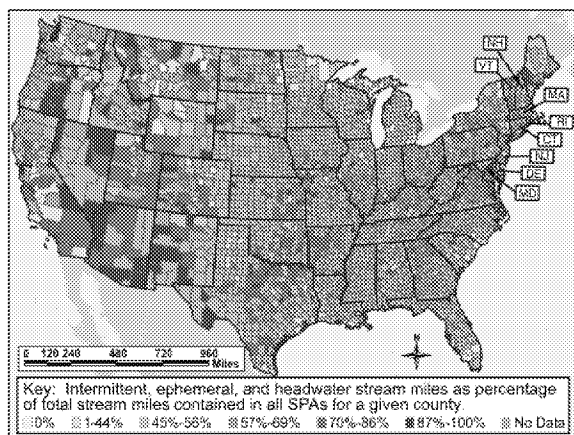 NH
VT
MA
RI
CT
NJ
DE
MD
N
0 120 240 480 720 960
Miles
Key: Intermittent, ephemeral, and headwater stream miles as percentage
of total stream miles contained in all SPAs for a given county.
0% 1-44% 45%-56% 57%-69% 70%-86% 87%-100% No Data